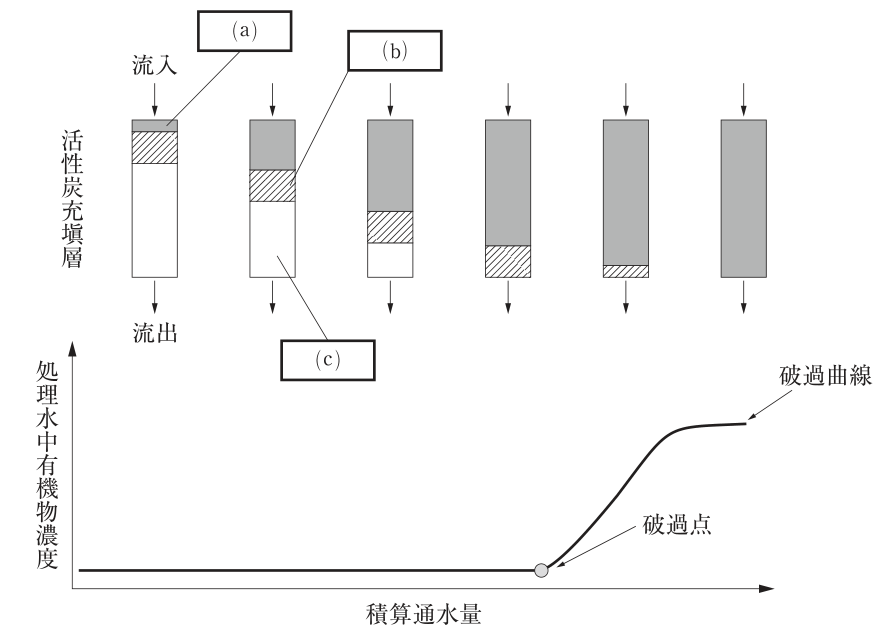 (a)
(b)
流入
活性炭充塡層
流出
(c)
処理水中有機物濃度
破過曲線
破過点
積算通水量